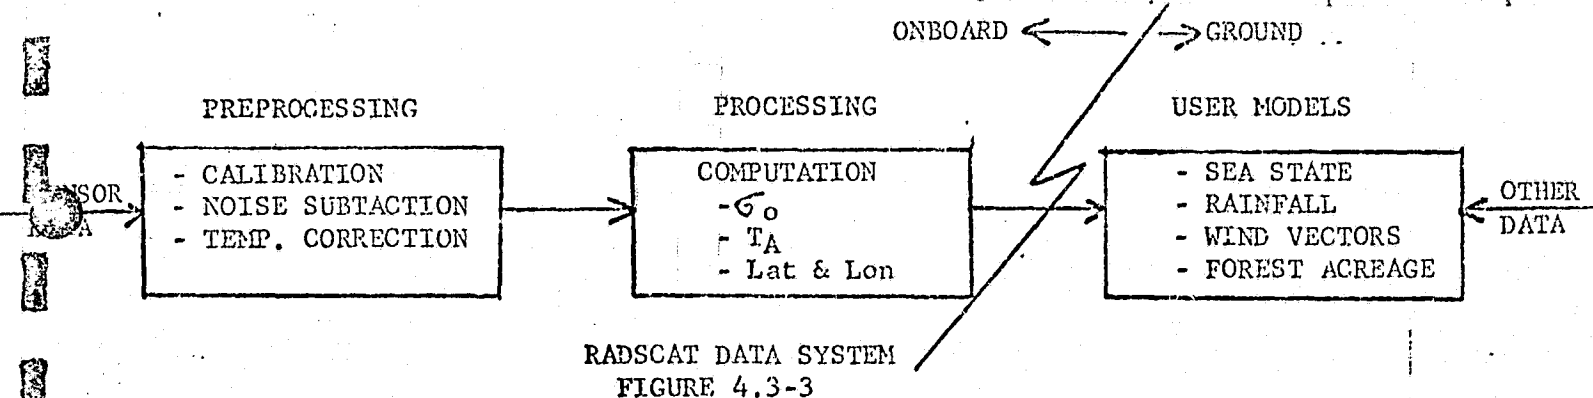 ONBOARD GROUND
PREPROCESSING
- CALIBRATION
- NOISE SUBTACTION
- TEMP. CORRECTION
PROCESSING
COMPUTATION
- σo
- TA
- Lat & Lon
USER MODELS
- SEA STATE
- RAINFALL
- WIND VECTORS
- FOREST ACREAGE
OTHER
DATA
RADSCAT DATA SYSTEM
FIGURE 4.3-3